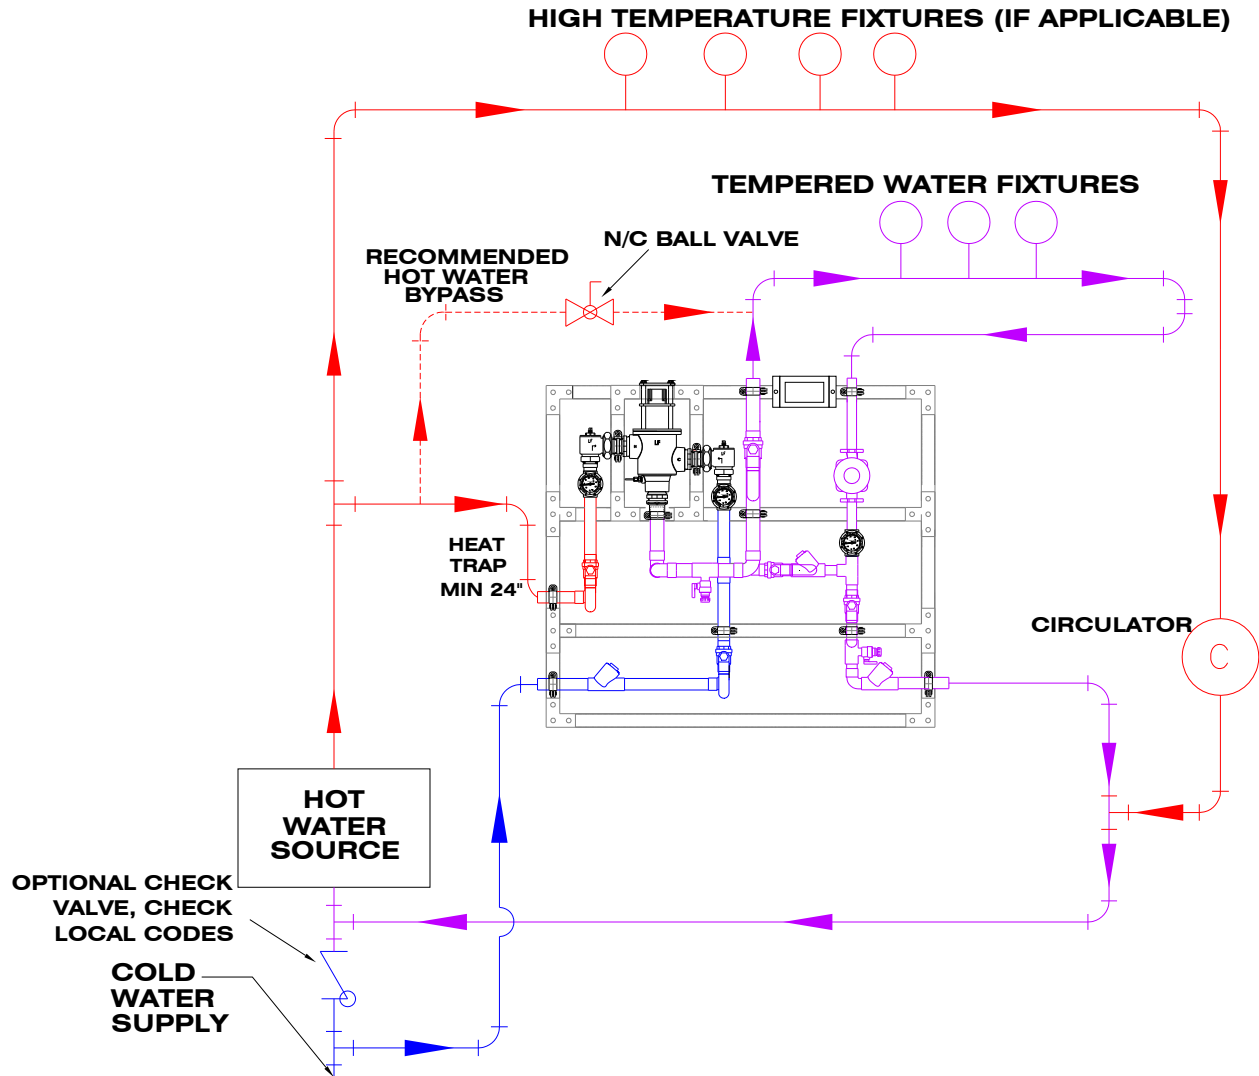 HIGH TEMPERATURE FIXTURES (IF APPLICABLE)
TEMPERED WATER FIXTURES
N/C BALL VALVE
RECOMMENDED
HOT WATER
BYPASS
LF
HEAT
TRAP
MIN 24"
CIRCULATOR
C
HOT
WATER
SOURCE
OPTIONAL CHECK
VALVE, CHECK
LOCAL CODES
COLD
WATER
SUPPLY